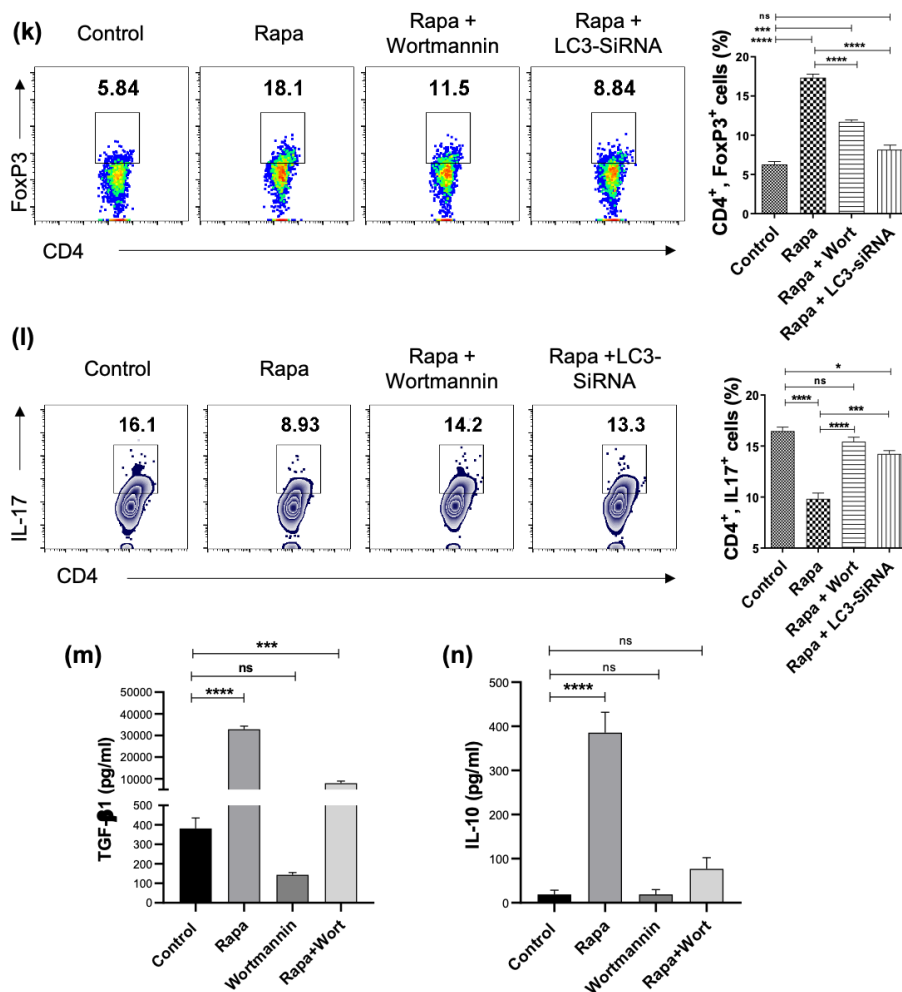 (k)
Control
Rapa
Rapa +
Wortmannin
Rapa +
LC3-SiRNA
5.84
18.1
11.5
8.84
FoxP3
CD4
ns
***
****
****
****
CD4+, FoxP3+ cells (%)
20
15
10
5
0
Control
Rapa
Rapa + Wort
Rapa + LC3-siRNA
(l)
Control
Rapa
Rapa +
Wortmannin
Rapa +LC3-
SiRNA
16.1
8.93
14.2
13.3
IL-17
CD4
*
ns
****
***
****
CD4+, IL17+ cells (%)
20
15
10
5
Control
Rapa
Rapa + Wort
Rapa + LC3-SiRNA
(m)
***
ns
****
TGF-β1 (pg/ml)
50000
40000
30000
20000
10000
500
400
300
200
100
0
Control
Rapa
Wortmannin
Rapa+Wort
(n)
ns
ns
****
IL-10 (pg/ml)
500
400
300
200
100
0
Control
Rapa
Wortmannin
Rapa+Wort